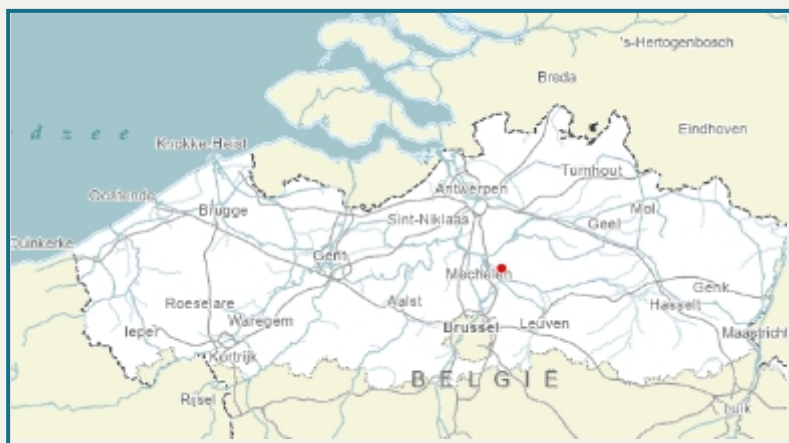 's-Hertogenbosch
Breda
d z e e
Eindhoven
Knokke-Heist
Turnhout
Oostende
Antwerpen
Brugge
Sint-Niklaas
Mol
Geel
Duinkerke
Gent
Mechelen
Genk
Roeselare
Aalst
Hasselt
Ieper
Waregem
Brussel
Leuven
Maastricht
Kortrijk
BELGIË
Rijsel
Luik